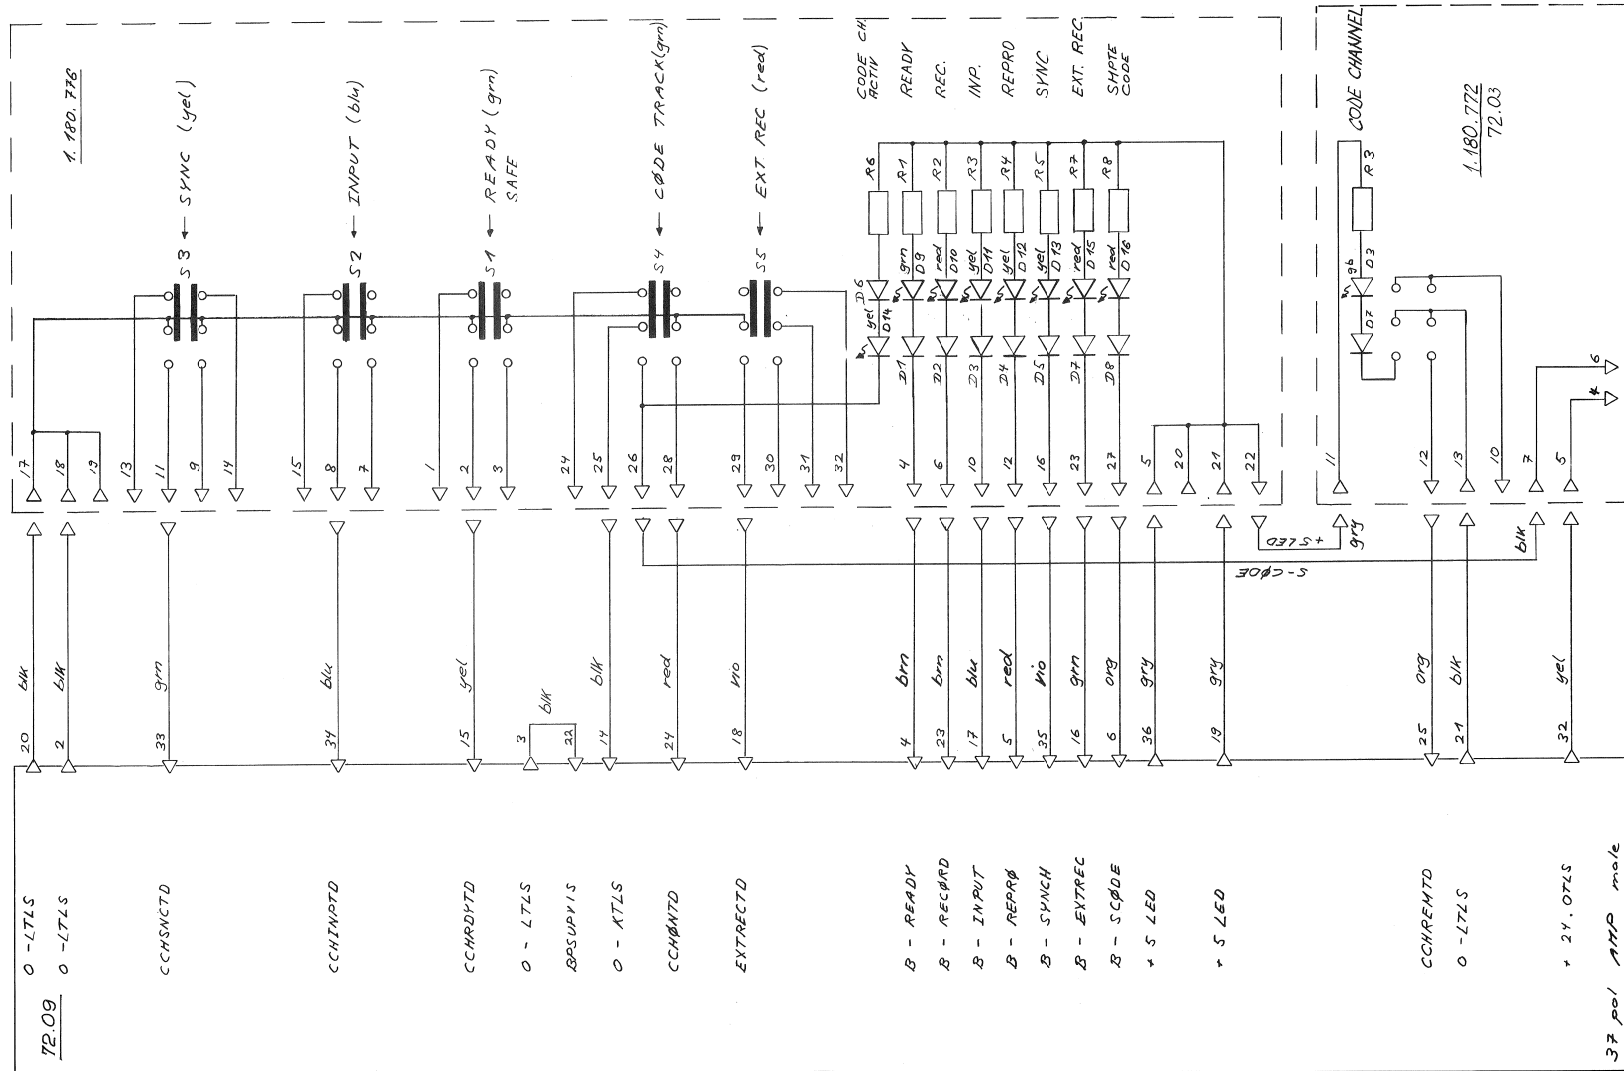 1.180.776
S3 ← SYNC (yel)
S2 ← INPUT (blu)
S1 ← READY (grn)
SAFE
S4 ← CØDE TRACK(grn)
S5 ← EXT REC (red)
CODE CH.
ACTIV
READY
REC.
INP.
REPRO
SYNC
EXT. REC.
SMPTE
CODE
CODE CHANNEL
1.180.772
72.03
R6
R1
R2
R3
R4
R5
R7
R8
R3
D6
grn
D9
red
D10
yel
D11
yel
D12
yel
D13
red
D15
red
D16
gb
D3
yel
D14
D1
D2
D3
D4
D5
D7
D8
D7
17
18
19
13
11
9
14
15
8
7
1
2
3
24
25
26
28
29
30
31
32
4
6
10
12
16
23
27
5
20
21
22
11
12
13
10
7
5
6
4
+5LED
gry
S-CØDE
blk
blk
blk
grn
blu
yel
blk
blk
red
vio
brn
brn
blu
red
vio
grn
org
gry
gry
org
blk
yel
20
2
33
34
15
3
22
14
24
18
4
23
17
5
35
16
6
36
19
25
21
32
72.09
0 -LTLS
0 -LTLS
CCHSNCTD
CCHINPTD
CCHRDYTD
0 - LTLS
BPSUPVIS
0 - KTLS
CCHØNTD
EXTRECTD
B - READY
B - RECØRD
B - INPUT
B - REPRØ
B - SYNCH
B - EXTREC
B - SCØDE
+ 5 LED
+ 5 LED
CCHREMTD
0 -LTLS
+ 24.0TLS
37 pol AMP male